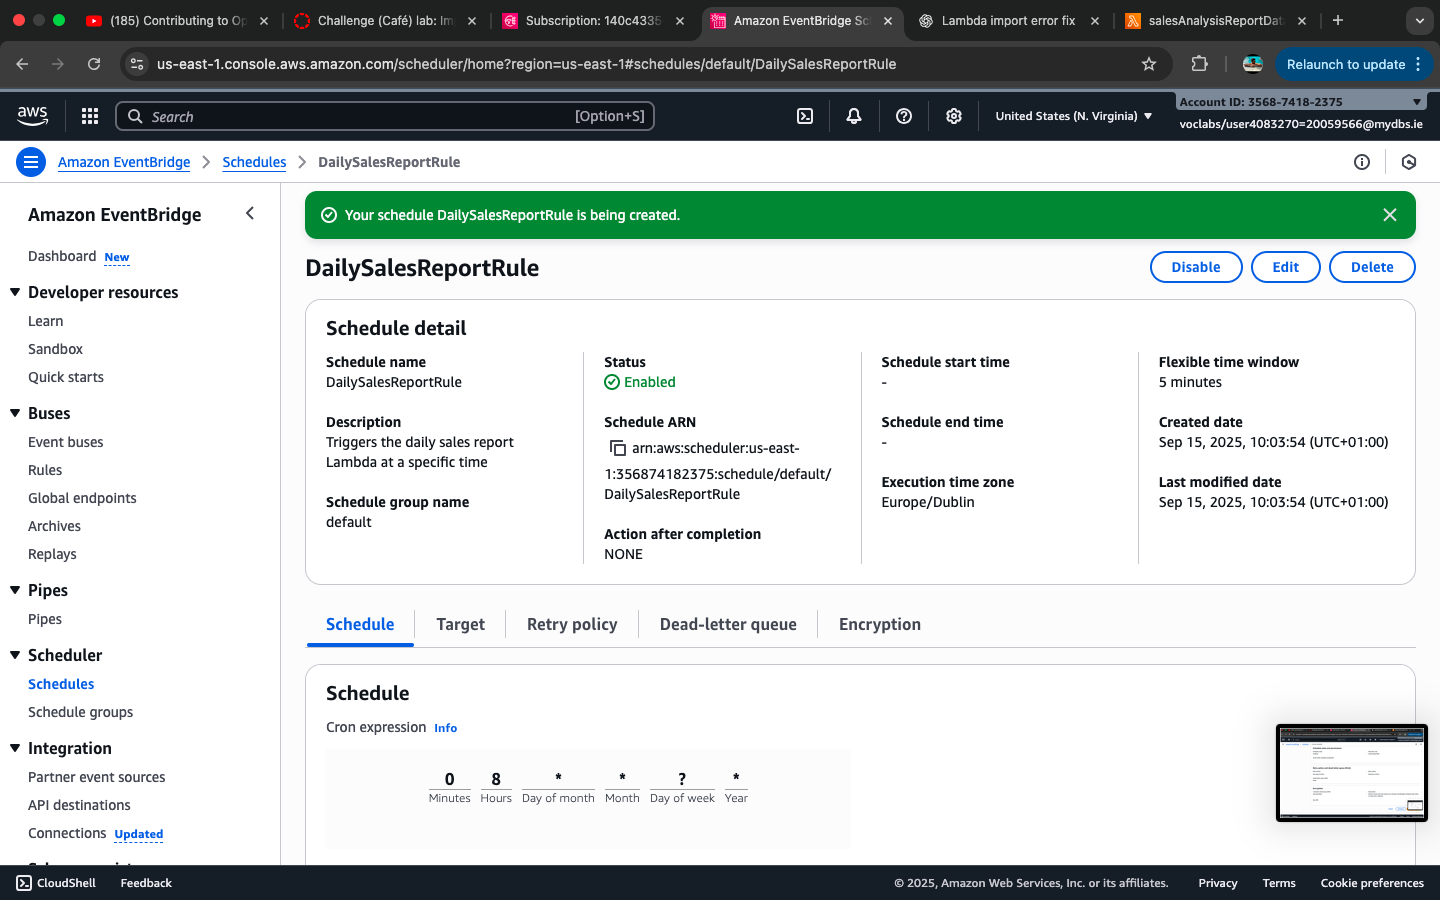 (185) Contributing to Op
Challenge (Café) lab: Im
Subscription: 140c4335
Amazon EventBridge Sc
Lambda import error fix
salesAnalysisReportData
us-east-1.console.aws.amazon.com/scheduler/home?region=us-east-1#schedules/default/DailySalesReportRule
Relaunch to update
aws
Search
[Option+S]
United States (N. Virginia)
Account ID: 3568-7418-2375
voclabs/user4083270=20059566@mydbs.ie
Amazon EventBridge
Schedules
DailySalesReportRule
Amazon EventBridge
Dashboard New
Developer resources
Learn
Sandbox
Quick starts
Buses
Event buses
Rules
Global endpoints
Archives
Replays
Pipes
Pipes
Scheduler
Schedules
Schedule groups
Integration
Partner event sources
API destinations
Connections Updated
Your schedule DailySalesReportRule is being created.
DailySalesReportRule
Disable
Edit
Delete
Schedule detail
Schedule name
DailySalesReportRule
Description
Triggers the daily sales report
Lambda at a specific time
Schedule group name
default
Status
Enabled
Schedule ARN
arn:aws:scheduler:us-east-
1:356874182375:schedule/default/
DailySalesReportRule
Action after completion
NONE
Schedule start time
-
Schedule end time
-
Execution time zone
Europe/Dublin
Flexible time window
5 minutes
Created date
Sep 15, 2025, 10:03:54 (UTC+01:00)
Last modified date
Sep 15, 2025, 10:03:54 (UTC+01:00)
Schedule
Target
Retry policy
Dead-letter queue
Encryption
Schedule
Cron expression Info
0 8 * * ? *
Minutes Hours Day of month Month Day of week Year
CloudShell
Feedback
© 2025, Amazon Web Services, Inc. or its affiliates.
Privacy
Terms
Cookie preferences